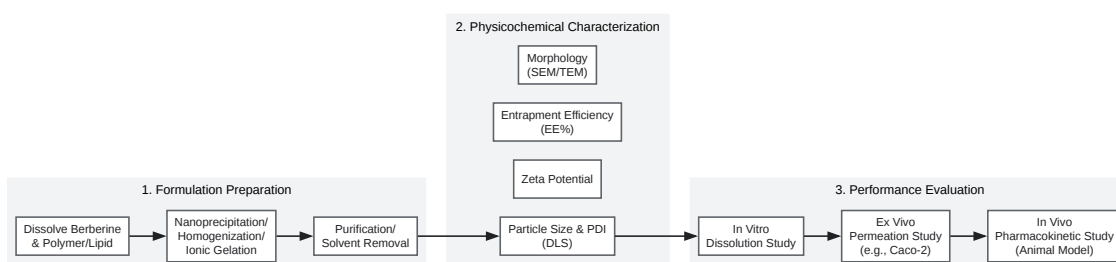 1. Formulation Preparation
Dissolve Berberine
& Polymer/Lipid
Nanoprecipitation/
Homogenization/
Ionic Gelation
Purification/
Solvent Removal
2. Physicochemical Characterization
Morphology
(SEM/TEM)
Entrapment Efficiency
(EE%)
Zeta Potential
Particle Size & PDI
(DLS)
3. Performance Evaluation
In Vitro
Dissolution Study
Ex Vivo
Permeation Study
(e.g., Caco-2)
In Vivo
Pharmacokinetic Study
(Animal Model)